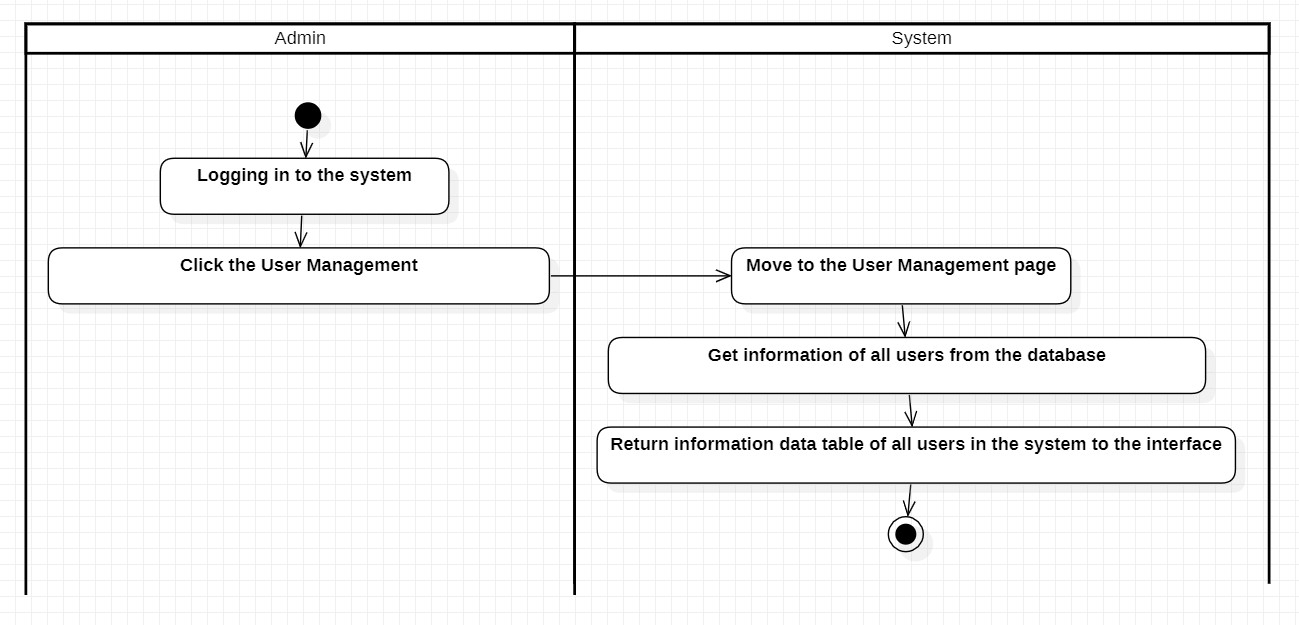 Admin
System
Logging in to the system
Click the User Management
Move to the User Management page
Get information of all users from the database
Return information data table of all users in the system to the interface